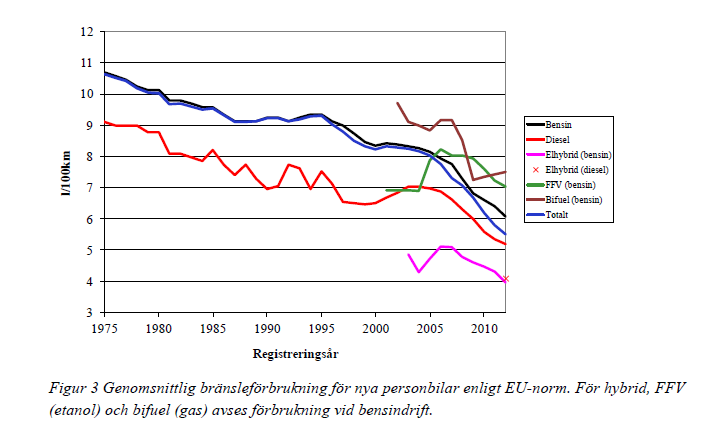 12
11
10
9
8
7
6
5
4
3
l/100km
1975 1980 1985 1990 1995 2000 2005 2010
Registreringsår
Bensin
Diesel
Elhybrid (bensin)
Elhybrid (diesel)
FFV (bensin)
Bifuel (bensin)
Totalt
Figur 3 Genomsnittlig bränsleförbrukning för nya personbilar enligt EU-norm. För hybrid, FFV
(etanol) och bifuel (gas) avses förbrukning vid bensindrift.